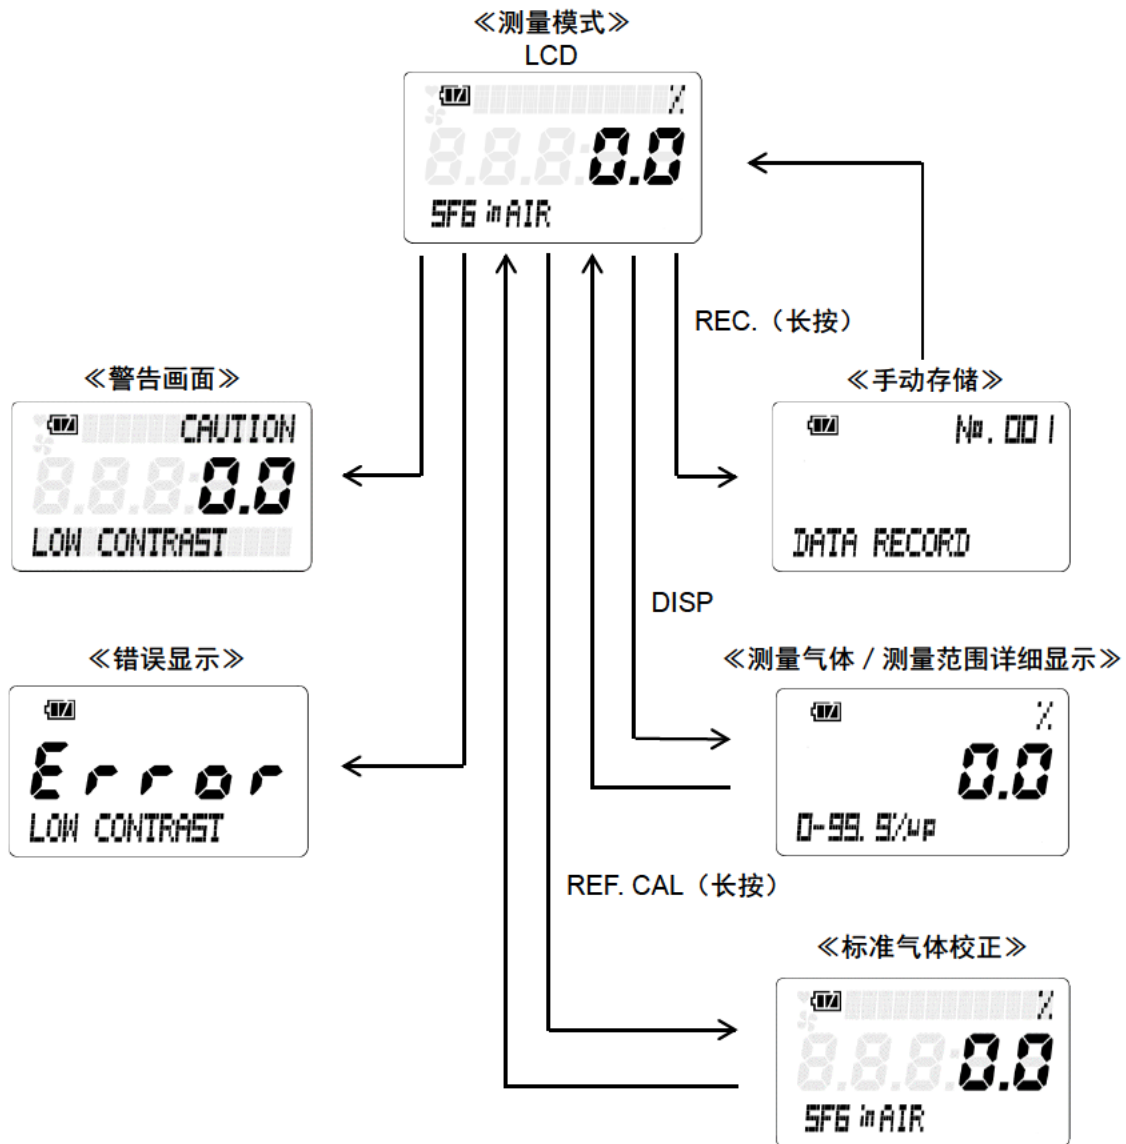 ≪测量模式≫
LCD
%
0.0
SF6 in AIR
REC.（长按）
≪警告画面≫
CAUTION
0.0
LOW CONTRAST
≪手动存储≫
No.001
DATA RECORD
DISP
≪错误显示≫
Error
LOW CONTRAST
≪测量气体 / 测量范围详细显示≫
%
0.0
0-99.9%up
REF. CAL（长按）
≪标准气体校正≫
%
0.0
SF6 in AIR